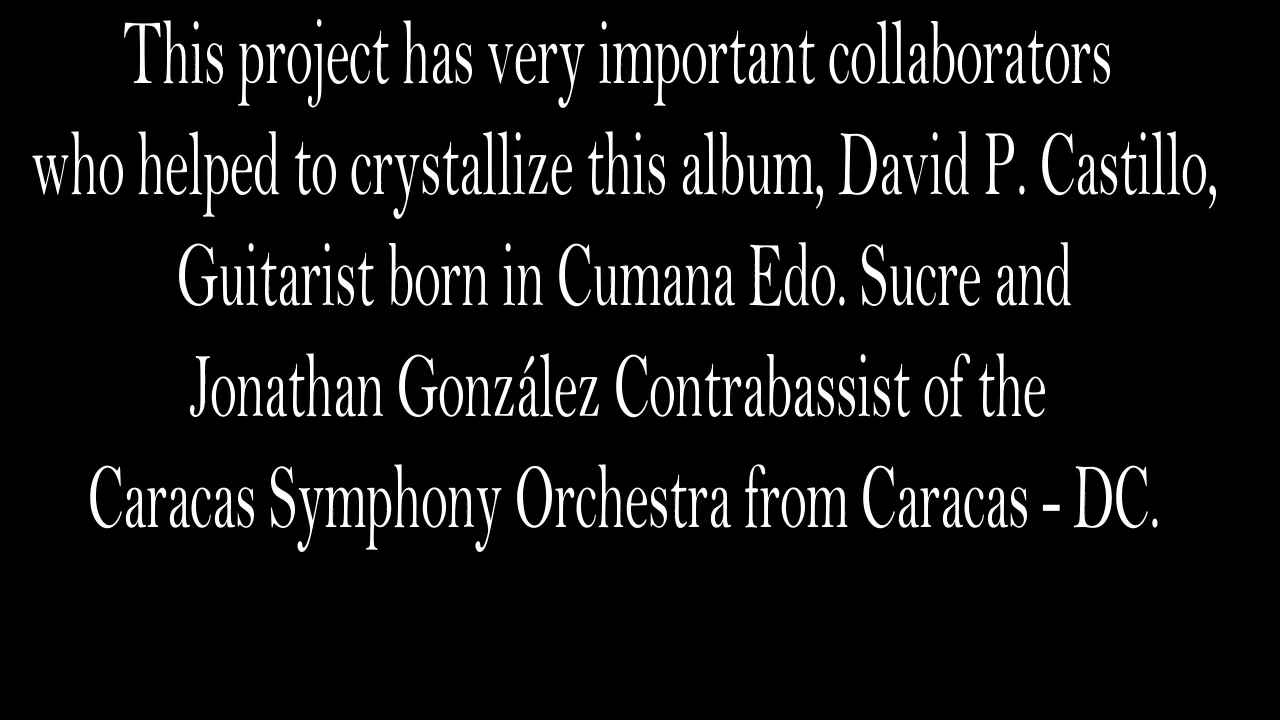 This project has very important collaborators
who helped to crystallize this album, David P. Castillo,
Guitarist born in Cumana Edo. Sucre and
Jonathan González Contrabassist of the
Caracas Symphony Orchestra from Caracas - DC.